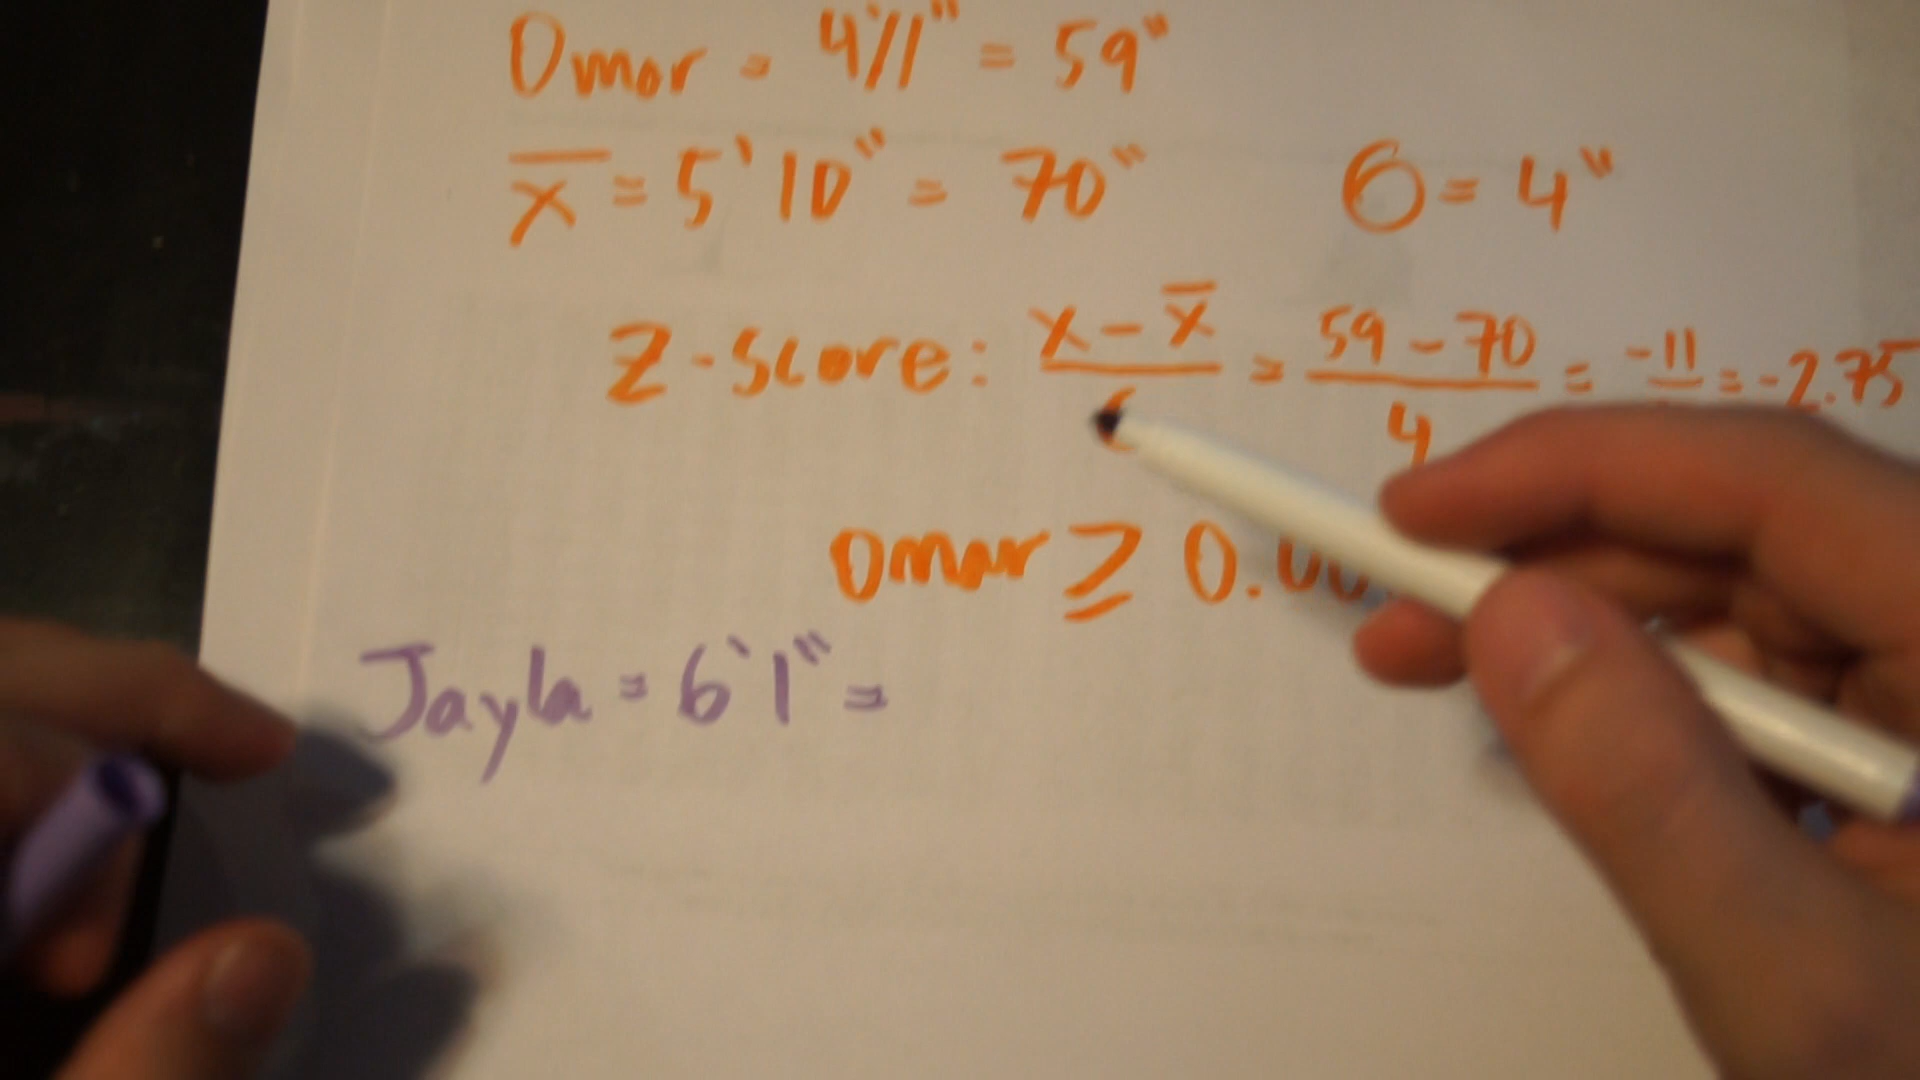 Omar = 4'11" = 59"
x̅ = 5'10" = 70" σ = 4"
Z-score: x - x̅ / σ = 59 - 70 / 4 = -11 / = -2.75
Omar ≥ 0.00
Jayla = 6'1" =